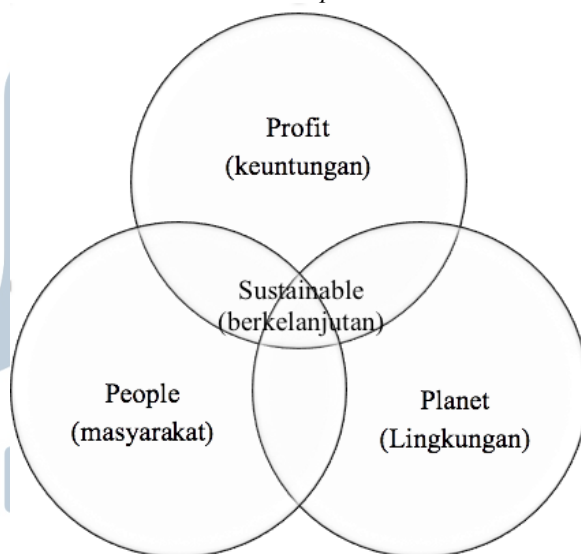 Profit
(keuntungan)
Sustainable
(berkelanjutan)
People
(masyarakat)
Planet
(Lingkungan)